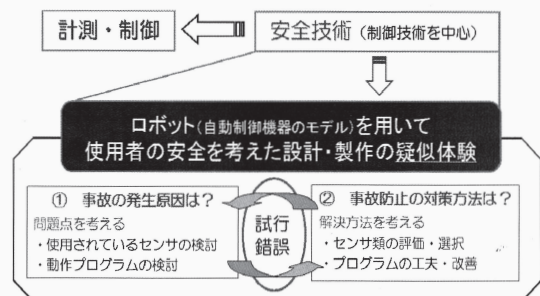 計測・制御
安全技術（制御技術を中心）
ロボット（自動制御機器のモデル）を用いて
使用者の安全を考えた設計・製作の疑似体験
① 事故の発生原因は？
問題点を考える
・使用されているセンサの検討
・動作プログラムの検討
試行
錯誤
② 事故防止の対策方法は？
解決方法を考える
・センサ類の評価・選択
・プログラムの工夫・改善